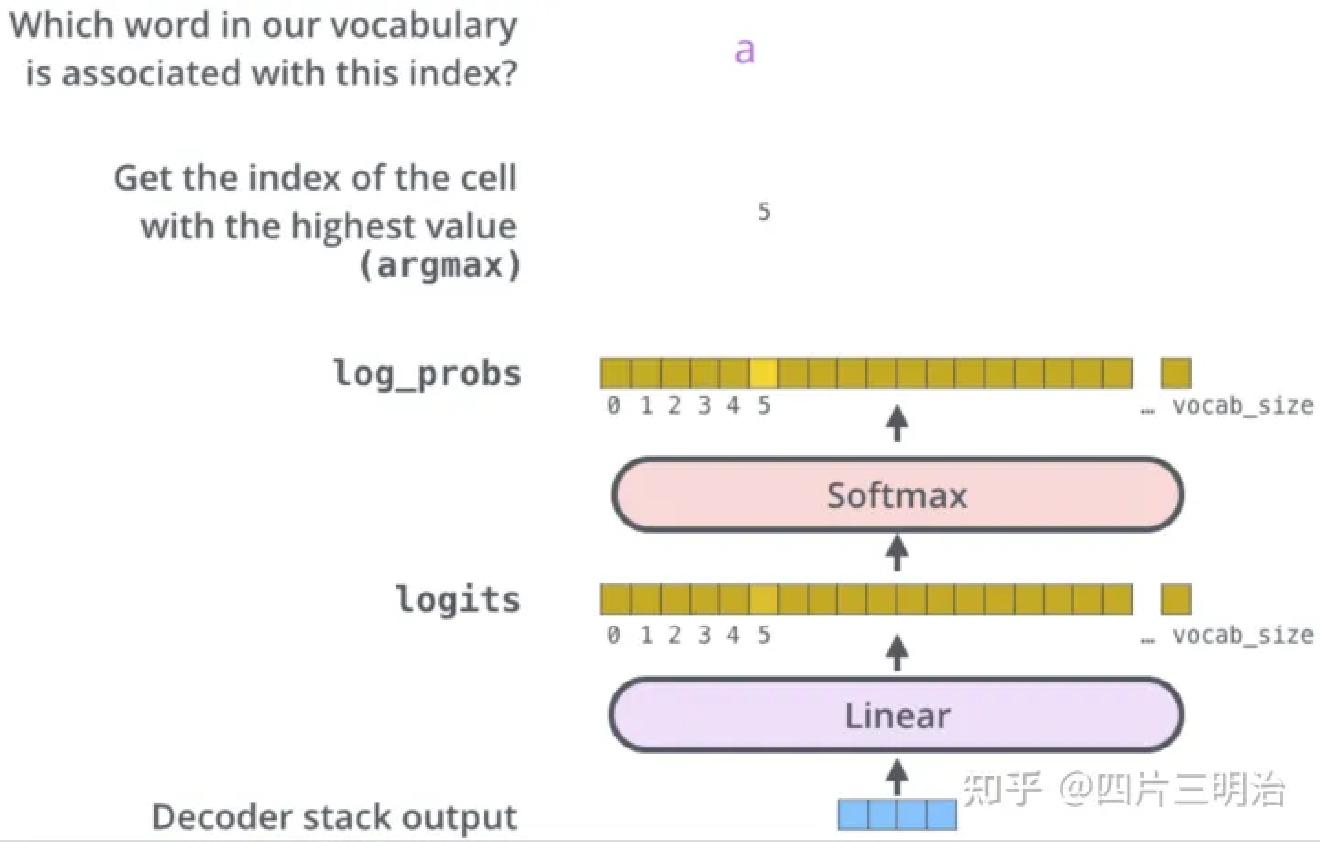 Which word in our vocabulary
is associated with this index?
a
Get the index of the cell
with the highest value
(argmax)
5
log_probs
0 1 2 3 4 5 … vocab_size
Softmax
logits
0 1 2 3 4 5 … vocab_size
Linear
Decoder stack output
知乎 @四片三明治